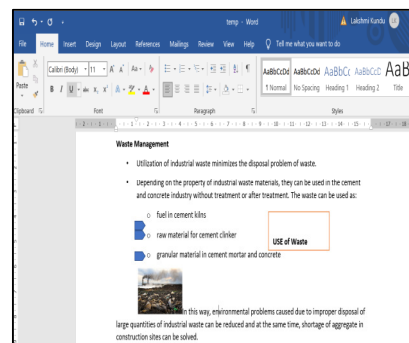 temp - Word
Lakshmi Kundu
LK
File Home Insert Design Layout References Mailings Review View Help Tell me what you want to do
Calibri (Body) 11
Paste
AaBbCcDd AaBbCcDd AaBbCc AaBbCcD AaB
¶ Normal No Spacing Heading 1 Heading 2 Title
Clipboard Font Paragraph Styles
Waste Management
• Utilization of industrial waste minimizes the disposal problem of waste.
• Depending on the property of industrial waste materials, they can be used in the cement
and concrete industry without treatment or after treatment. The waste can be used as:
o fuel in cement kilns
o raw material for cement clinker
USE of Waste
o granular material in cement mortar and concrete
In this way, environmental problems caused due to improper disposal of
large quantities of industrial waste can be reduced and at the same time, shortage of aggregate in
construction sites can be solved.